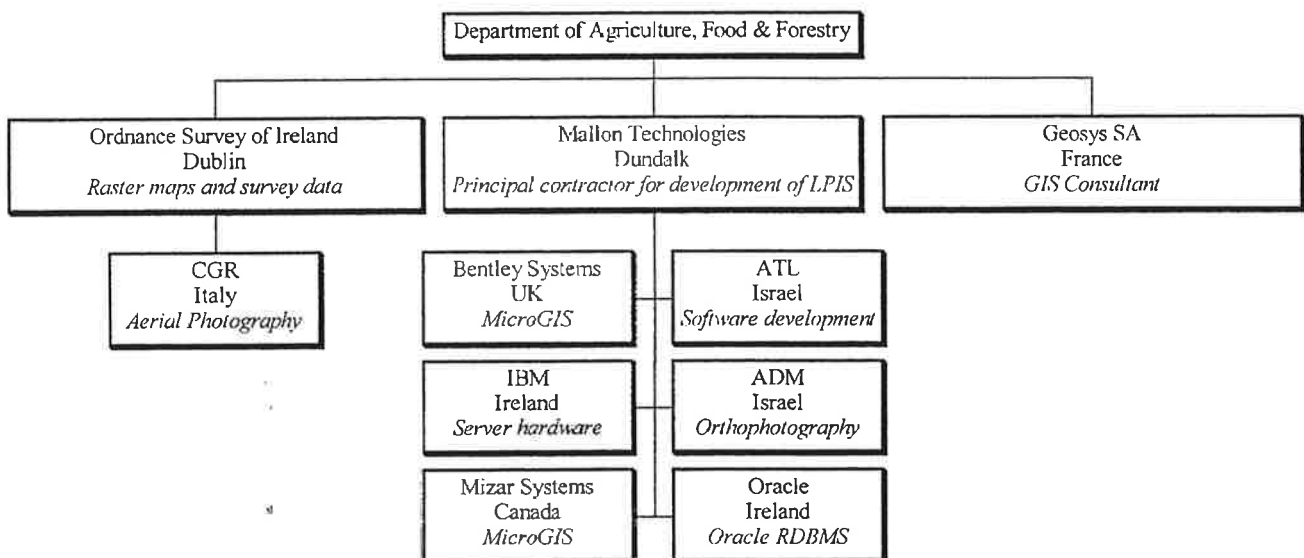 Department of Agriculture, Food & Forestry
Ordnance Survey of Ireland
Dublin
Raster maps and survey data
Mallon Technologies
Dundalk
Principal contractor for development of LPIS
Geosys SA
France
GIS Consultant
CGR
Italy
Aerial Photography
Bentley Systems
UK
MicroGIS
ATL
Israel
Software development
IBM
Ireland
Server hardware
ADM
Israel
Orthophotography
Mizar Systems
Canada
MicroGIS
Oracle
Ireland
Oracle RDBMS